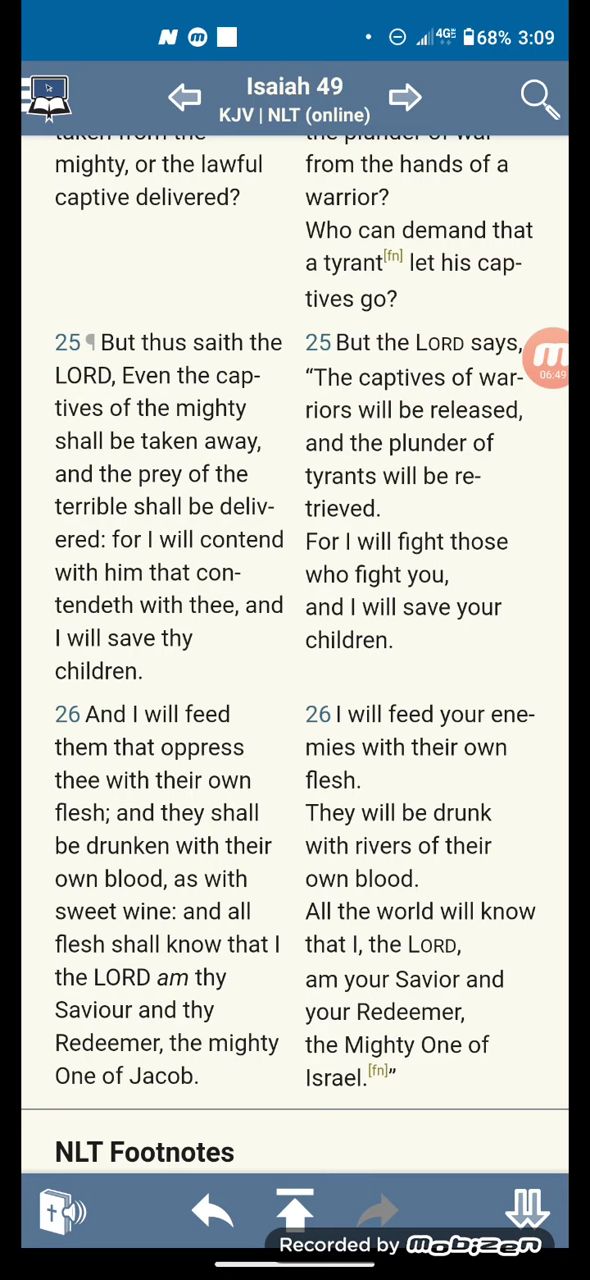 68% 3:09
4GE
Isaiah 49
KJV | NLT (online)
taken from the
mighty, or the lawful
captive delivered?
25 ¶ But thus saith the
LORD, Even the cap-
tives of the mighty
shall be taken away,
and the prey of the
terrible shall be deliv-
ered: for I will contend
with him that con-
tendeth with thee, and
I will save thy
children.
26 And I will feed
them that oppress
thee with their own
flesh; and they shall
be drunken with their
own blood, as with
sweet wine: and all
flesh shall know that I
the LORD am thy
Saviour and thy
Redeemer, the mighty
One of Jacob.
the plunder of war
from the hands of a
warrior?
Who can demand that
a tyrant[fn] let his cap-
tives go?
25 But the LORD says,
“The captives of war-
riors will be released,
and the plunder of
tyrants will be re-
trieved.
For I will fight those
who fight you,
and I will save your
children.
26 I will feed your ene-
mies with their own
flesh.
They will be drunk
with rivers of their
own blood.
All the world will know
that I, the LORD,
am your Savior and
your Redeemer,
the Mighty One of
Israel.[fn]”
06:49
NLT Footnotes
Recorded by mobizen